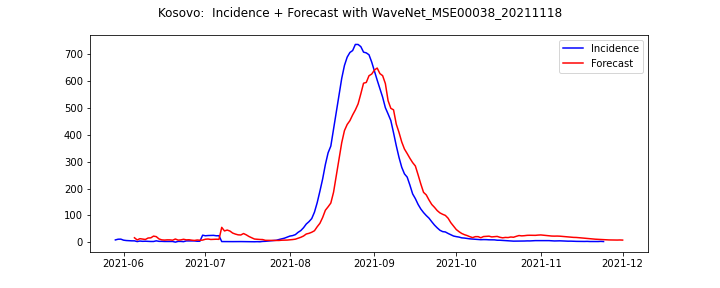 Kosovo:  Incidence + Forecast with WaveNet_MSE00038_20211118
Incidence
Forecast
700
600
500
400
300
200
100
0
2021-06 2021-07 2021-08 2021-09 2021-10 2021-11 2021-12